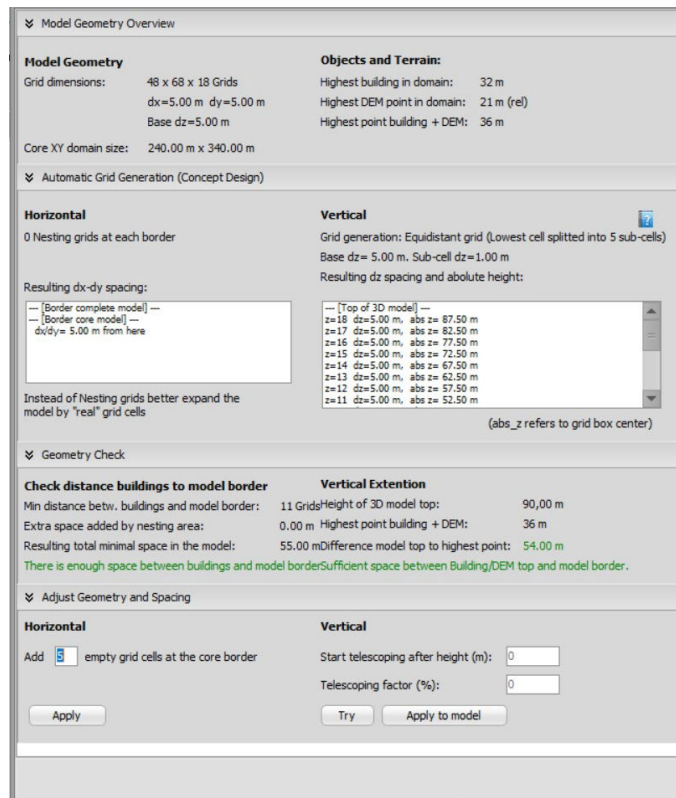 Model Geometry Overview
Model Geometry
Grid dimensions: 48 x 68 x 18 Grids
dx=5.00 m dy=5.00 m
Base dz=5.00 m
Core XY domain size: 240.00 m x 340.00 m
Objects and Terrain:
Highest building in domain: 32 m
Highest DEM point in domain: 21 m (rel)
Highest point building + DEM: 36 m
Automatic Grid Generation (Concept Design)
Horizontal
0 Nesting grids at each border
Resulting dx-dy spacing:
--- [Border complete model] ---
--- [Border core model] ---
dx/dy= 5.00 m from here
Instead of Nesting grids better expand the
model by "real" grid cells
Vertical
?
Grid generation: Equidistant grid (Lowest cell splitted into 5 sub-cells)
Base dz= 5.00 m. Sub-cell dz=1.00 m
Resulting dz spacing and abolute height:
--- [Top of 3D model] ---
z=18 dz=5.00 m, abs z= 87.50 m
z=17 dz=5.00 m, abs z= 82.50 m
z=16 dz=5.00 m, abs z= 77.50 m
z=15 dz=5.00 m, abs z= 72.50 m
z=14 dz=5.00 m, abs z= 67.50 m
z=13 dz=5.00 m, abs z= 62.50 m
z=12 dz=5.00 m, abs z= 57.50 m
z=11 dz=5.00 m, abs z= 52.50 m
(abs_z refers to grid box center)
Geometry Check
Check distance buildings to model border
Min distance betw. buildings and model border: 11 Grids
Extra space added by nesting area: 0.00 m
Resulting total minimal space in the model: 55.00 m
There is enough space between buildings and model border
Vertical Extention
Height of 3D model top: 90,00 m
Highest point building + DEM: 36 m
Difference model top to highest point: 54.00 m
Sufficient space between Building/DEM top and model border.
Adjust Geometry and Spacing
Horizontal
Add 5 empty grid cells at the core border
Apply
Vertical
Start telescoping after height (m): 0
Telescoping factor (%): 0
Try Apply to model